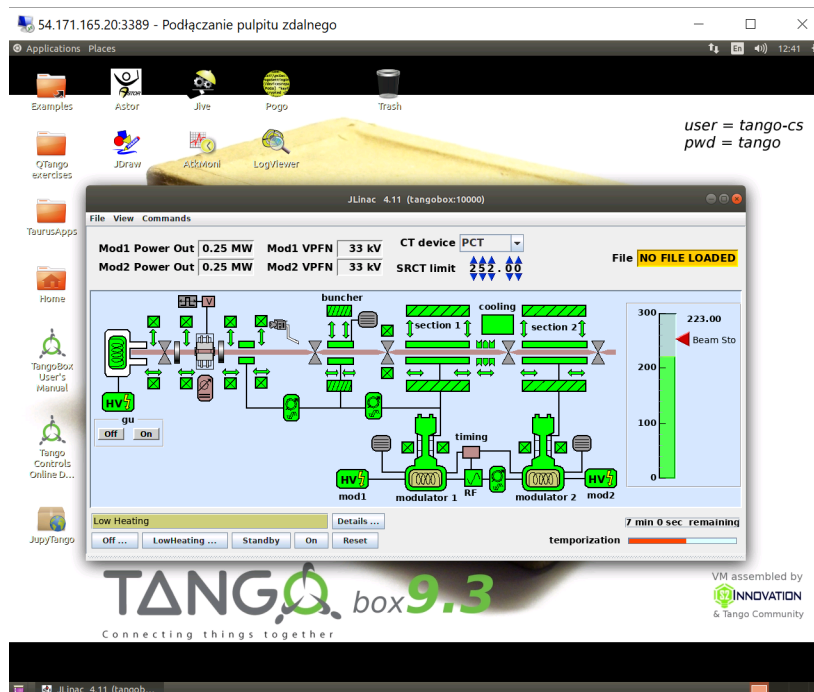 54.171.165.20:3389 - Podłączanie pulpitu zdalnego
Applications Places
En 12:41
Examples Astor Jive Pogo Trash
user = tango-cs
pwd = tango
QTango
exercises
JDraw AtkMoni LogViewer
TaurusApps
Home
TangoBox
User's
Manual
Tango
Controls
Online D...
JupyTango
JLinac 4.11 (tangobox:10000)
File View Commands
Mod1 Power Out 0.25 MW Mod1 VPFN 33 kV CT device PCT
Mod2 Power Out 0.25 MW Mod2 VPFN 33 kV SRCT limit 252.00
File NO FILE LOADED
buncher
cooling
section 1 section 2
V
HV
gu
Off On
timing
HV
mod1
modulator 1
RF
modulator 2
HV
mod2
300
223.00
Beam Sto
200
100
0
Low Heating Details ...
7 min 0 sec remaining
Off ... LowHeating ... Standby On Reset
temporization
TANGO box 9.3
Connecting things together
VM assembled by
S2INNOVATION
& Tango Community
JLinac 4.11 (tangob...